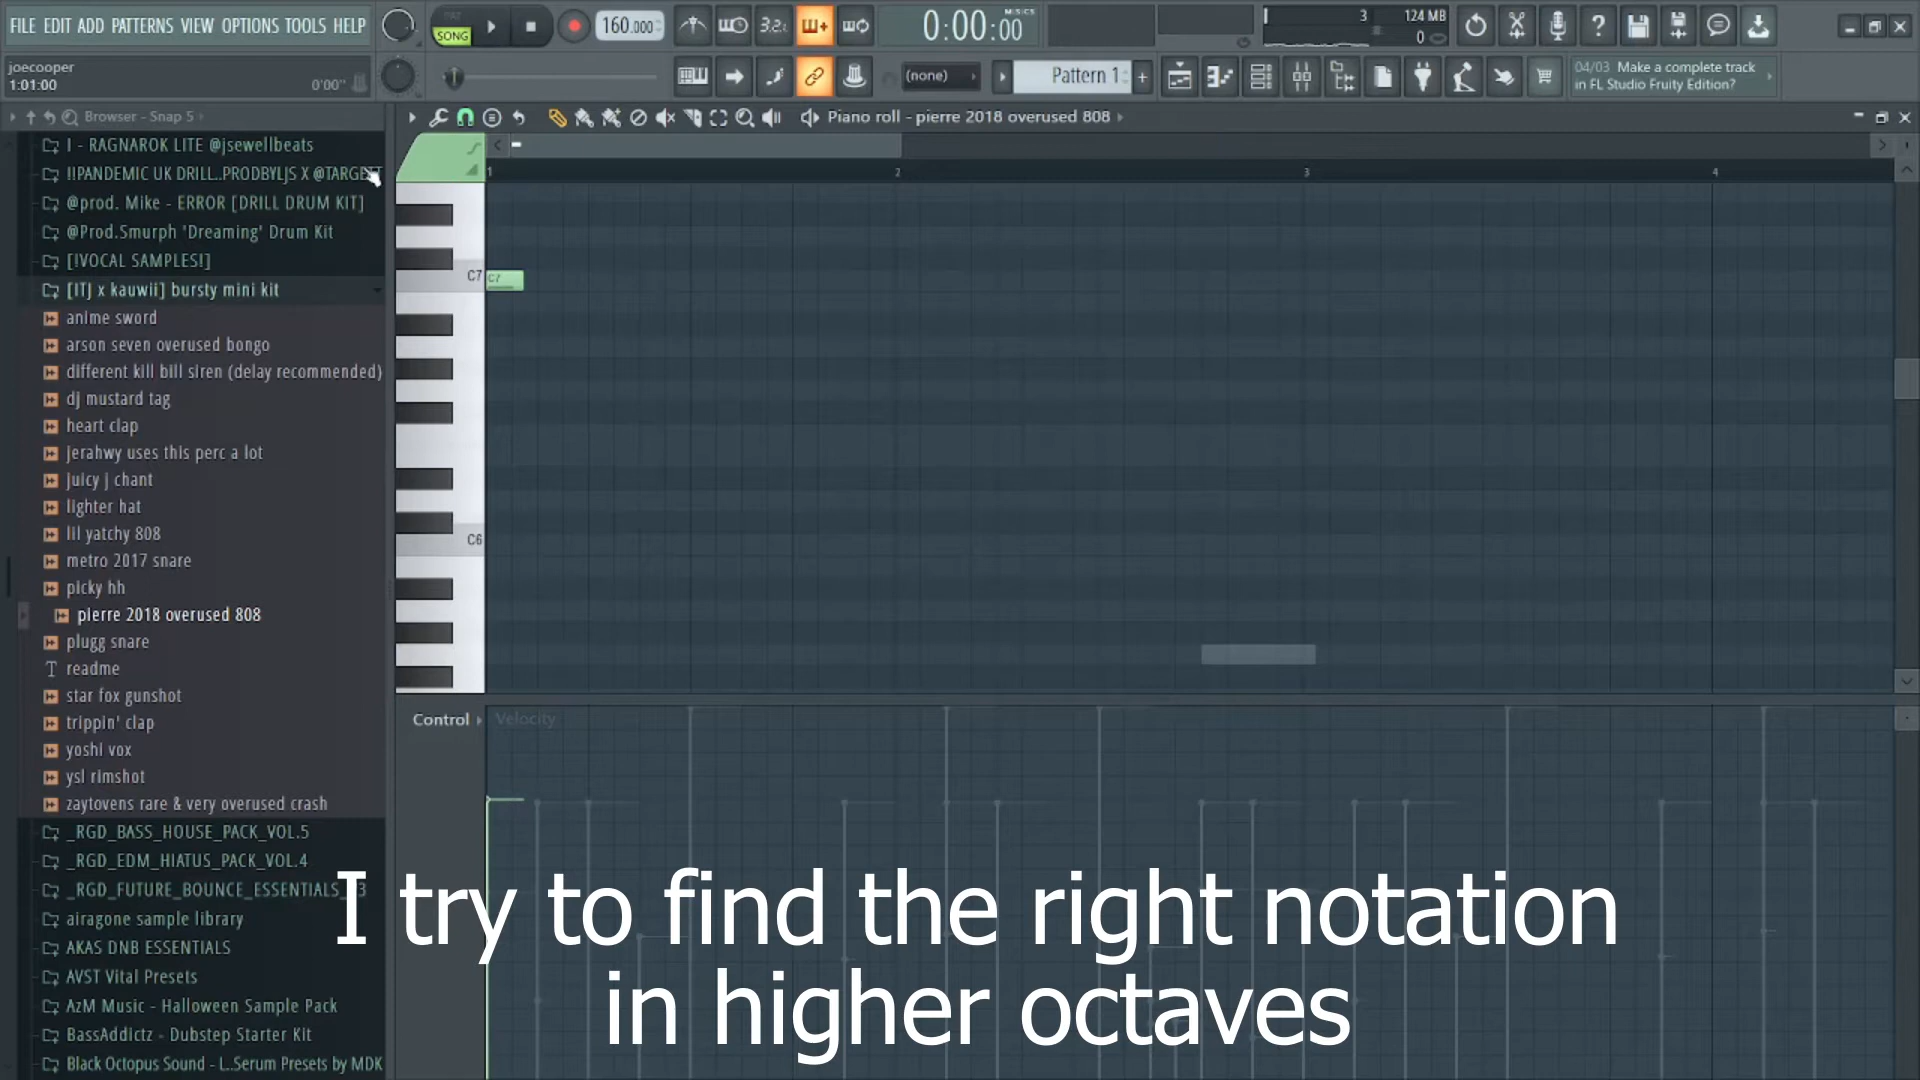 FILE EDIT ADD PATTERNS VIEW OPTIONS TOOLS HELP
PAT
SONG
160.000
3.2.
0:00:00
M:S:CS
3
124 MB
0
joecooper
1:01:00
0'00"
(none)
Pattern 1
+
04/03 Make a complete track
in FL Studio Fruity Edition?
Browser - Snap 5
Piano roll - pierre 2018 overused 808
I - RAGNAROK LITE @jsewellbeats
!!PANDEMIC UK DRILL..PRODBYLJS X @TARGET
@prod. Mike - ERROR [DRILL DRUM KIT]
@Prod.Smurph 'Dreaming' Drum Kit
[!VOCAL SAMPLES!]
[ITJ x kauwii] bursty mini kit
anime sword
arson seven overused bongo
different kill bill siren (delay recommended)
dj mustard tag
heart clap
jerahwy uses this perc a lot
juicy j chant
lighter hat
lil yatchy 808
metro 2017 snare
picky hh
pierre 2018 overused 808
plugg snare
readme
star fox gunshot
trippin' clap
yoshi vox
ysl rimshot
zaytovens rare & very overused crash
_RGD_BASS_HOUSE_PACK_VOL.5
_RGD_EDM_HIATUS_PACK_VOL.4
_RGD_FUTURE_BOUNCE_ESSENTIALS 3
airagone sample library
AKAS DNB ESSENTIALS
AVST Vital Presets
AzM Music - Halloween Sample Pack
BassAddictz - Dubstep Starter Kit
Black Octopus Sound - L..Serum Presets by MDK
1 2 3 4
C7
C7
C6
Control
Velocity
I try to find the right notation
in higher octaves